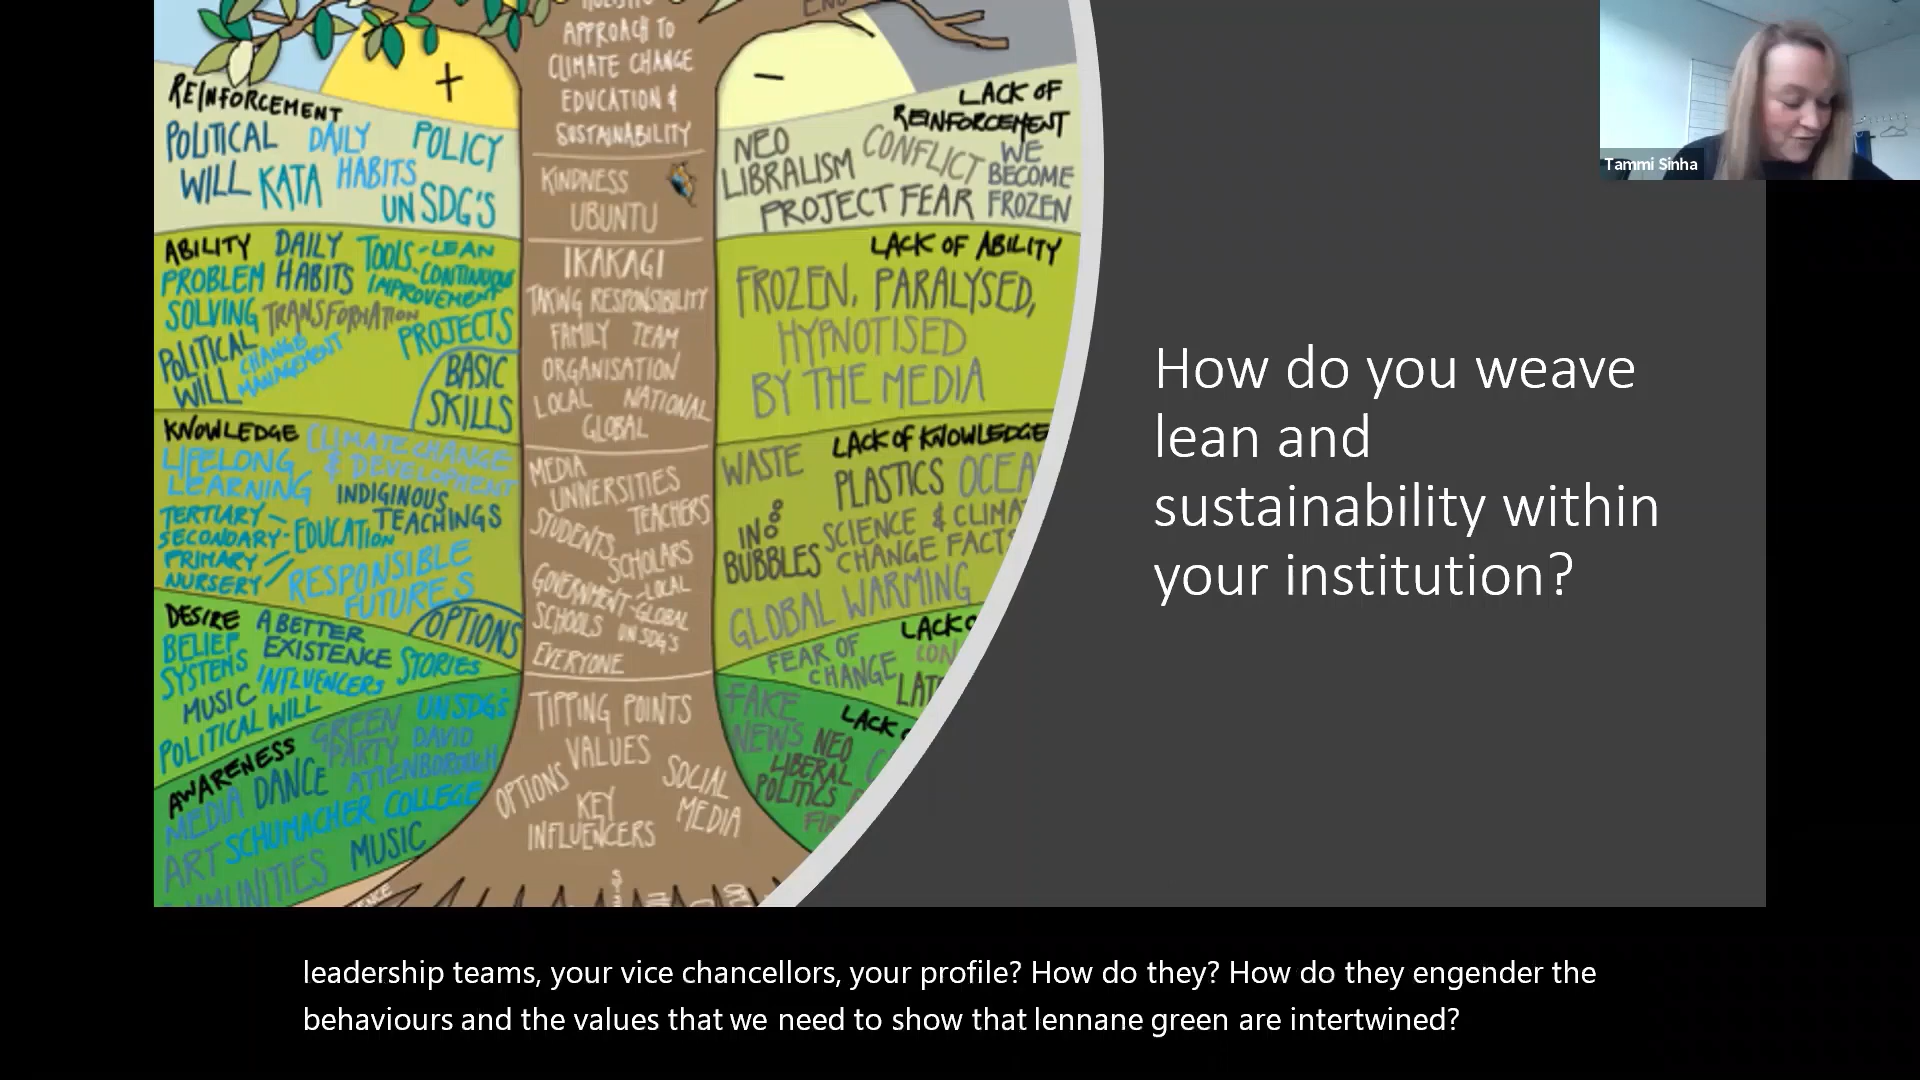 APPROACH TO
CLIMATE CHANGE
EDUCATION &
SUSTAINABILITY
KINDNESS
UBUNTU
IKAKAGI
TAKING RESPONSIBILITY
FAMILY TEAM
ORGANISATION
LOCAL NATIONAL
GLOBAL
MEDIA
UNIVERSITIES
STUDENTS TEACHERS
SCHOLARS
GOVERNMENT-LOCAL
-GLOBAL
SCHOOLS UN SDG'S
EVERYONE
TIPPING POINTS
VALUES
OPTIONS SOCIAL
MEDIA
KEY
INFLUENCERS
+
REINFORCEMENT
POLITICAL DAILY POLICY
WILL KATA HABITS
UN SDG'S
ABILITY DAILY TOOLS-LEAN
PROBLEM HABITS -CONTINUOUS
IMPROVEMENT
SOLVING TRANSFORMATION
PROJECTS
POLITICAL CHANGE
WILL MANAGEMENT
BASIC
SKILLS
KNOWLEDGE CLIMATE CHANGE
LIFELONG & DEVELOPMENT
LEARNING INDIGINOUS
TEACHINGS
TERTIARY
SECONDARY-EDUCATION
PRIMARY
NURSERY RESPONSIBLE
FUTURES
DESIRE A BETTER OPTIONS
BELIEF EXISTENCE
SYSTEMS STORIES
MUSIC INFLUENCERS
POLITICAL WILL
AWARENESS GREEN UN SDG'S
PARTY DAVID
MEDIA DANCE ATTENBOROUGH
ART SCHUMACHER COLLEGE
MUSIC
–
LACK OF
REINFORCEMENT
NEO CONFLICT WE
LIBRALISM BECOME
PROJECT FEAR FROZEN
LACK OF ABILITY
FROZEN, PARALYSED,
HYPNOTISED
BY THE MEDIA
LACK OF KNOWLEDGE
WASTE PLASTICS OCEA
IN SCIENCE & CLIMA
BUBBLES CHANGE FACTS
GLOBAL WARMING
LACK
FEAR OF CON
CHANGE LAT
FAKE LACK
NEWS NEO
LIBERAL
POLITICS
How do you weave
lean and
sustainability within
your institution?
Tammi Sinha
leadership teams, your vice chancellors, your profile? How do they? How do they engender the
behaviours and the values that we need to show that lennane green are intertwined?